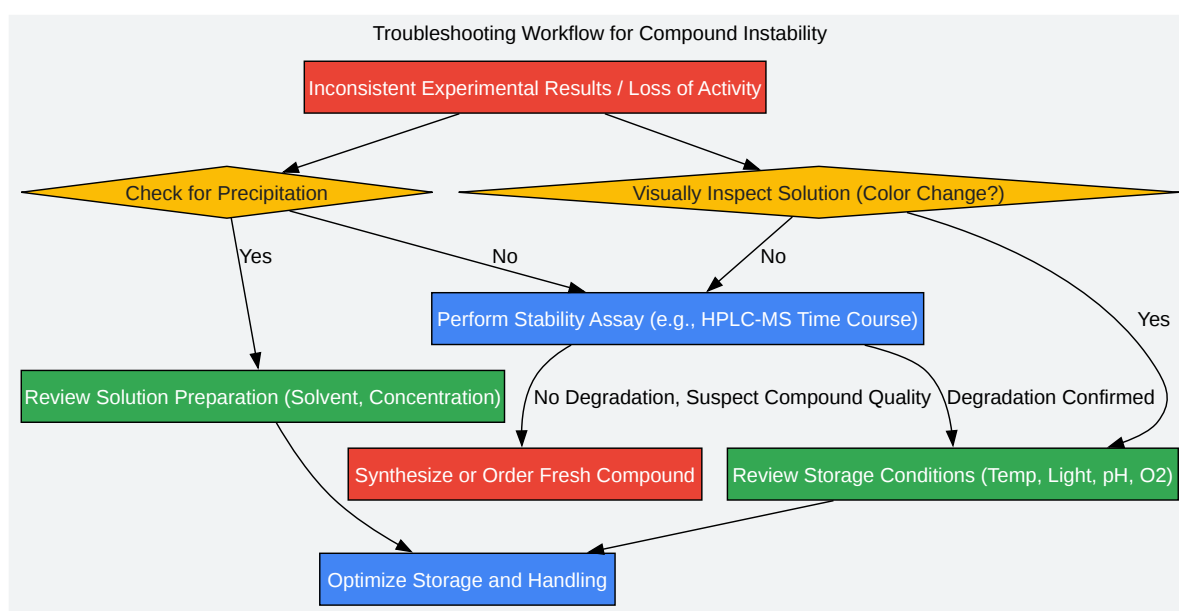 Troubleshooting Workflow for Compound Instability
Inconsistent Experimental Results / Loss of Activity
Check for Precipitation
Visually Inspect Solution (Color Change?)
Yes
No
No
Perform Stability Assay (e.g., HPLC-MS Time Course)
Yes
Review Solution Preparation (Solvent, Concentration)
No Degradation, Suspect Compound Quality
Degradation Confirmed
Synthesize or Order Fresh Compound
Review Storage Conditions (Temp, Light, pH, O2)
Optimize Storage and Handling